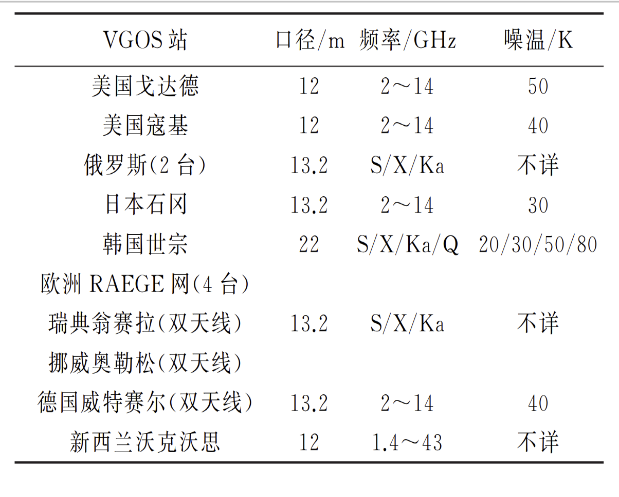 VGOS站 口径/m 频率/GHz 噪温/K
美国戈达德 12 2～14 50
美国寇基 12 2～14 40
俄罗斯(2台) 13.2 S/X/Ka 不详
日本石冈 13.2 2～14 30
韩国世宗 22 S/X/Ka/Q 20/30/50/80
欧洲 RAEGE 网(4台)
瑞典翁赛拉(双天线) 13.2 S/X/Ka 不详
挪威奥勒松(双天线)
德国威特赛尔(双天线) 13.2 2～14 40
新西兰沃克沃思 12 1.4～43 不详